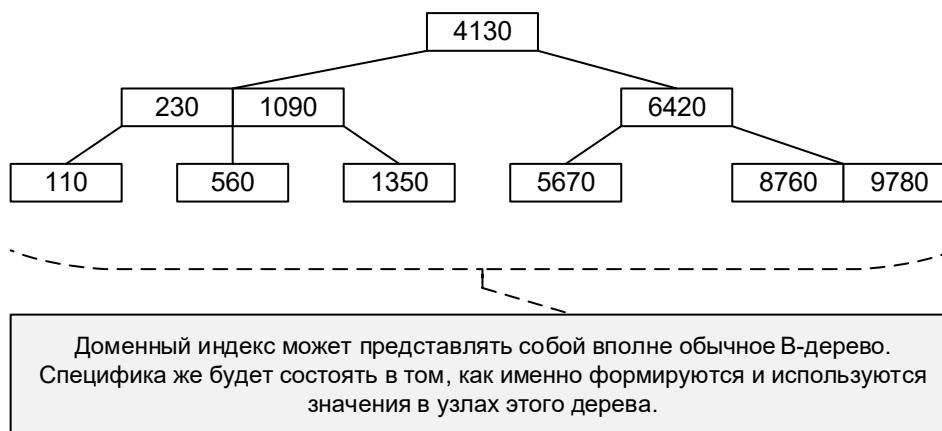 4130
230 1090 6420
110 560 1350 5670 8760 9780
Доменный индекс может представлять собой вполне обычное B-дерево.
Специфика же будет состоять в том, как именно формируются и используются
значения в узлах этого дерева.